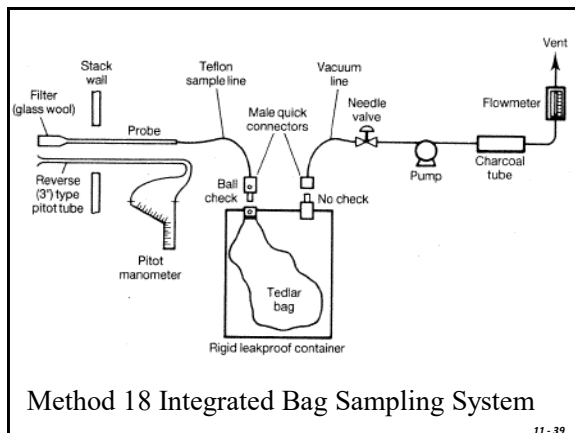 Vent
Stack
wall
Teflon
sample line
Vacuum
line
Needle
valve
Flowmeter
Filter
(glass wool)
Probe
Male quick
connectors
Pump
Charcoal
tube
Reverse
(3") type
pitot tube
Ball
check
No check
Pitot
manometer
Tedlar
bag
Rigid leakproof container
Method 18 Integrated Bag Sampling System
11 - 39